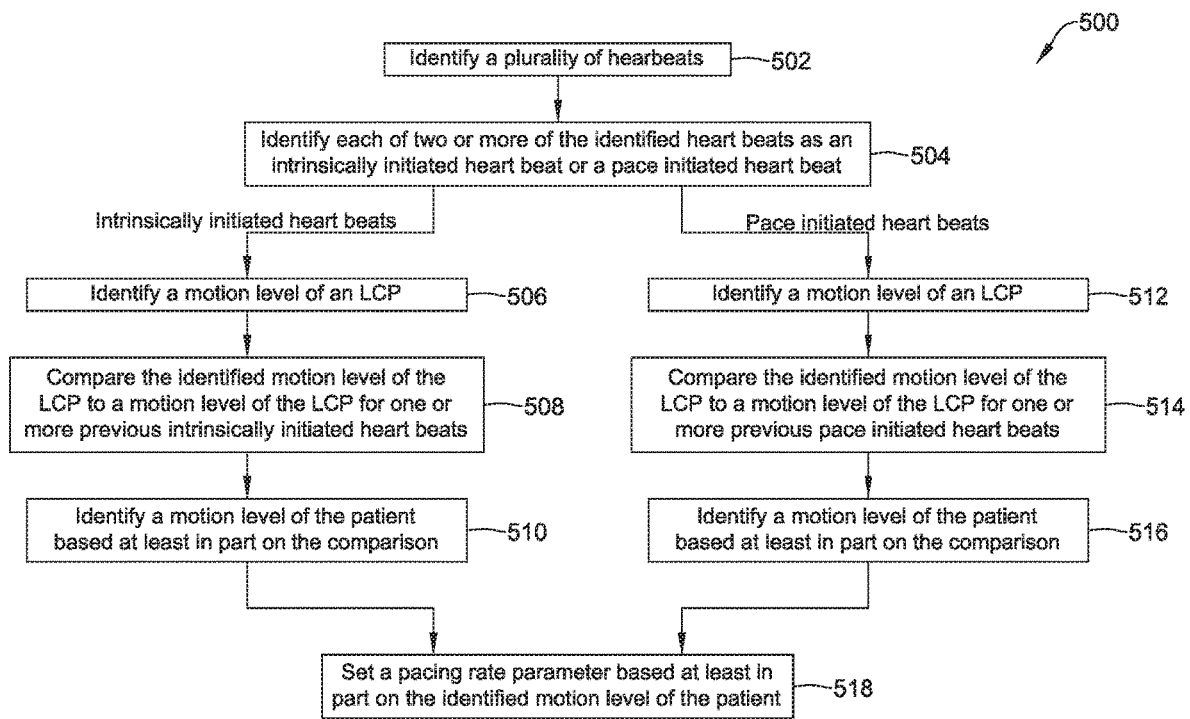 500
Identify a plurality of hearbeats
502
Identify each of two or more of the identified heart beats as an
intrinsically initiated heart beat or a pace initiated heart beat
504
Intrinsically initiated heart beats
Pace initiated heart beats
Identify a motion level of an LCP
506
Identify a motion level of an LCP
512
Compare the identified motion level of the
LCP to a motion level of the LCP for one or
more previous intrinsically initiated heart beats
508
Compare the identified motion level of the
LCP to a motion level of the LCP for one or
more previous pace initiated heart beats
514
Identify a motion level of the patient
based at least in part on the comparison
510
Identify a motion level of the patient
based at least in part on the comparison
516
Set a pacing rate parameter based at least in
part on the identified motion level of the patient
518